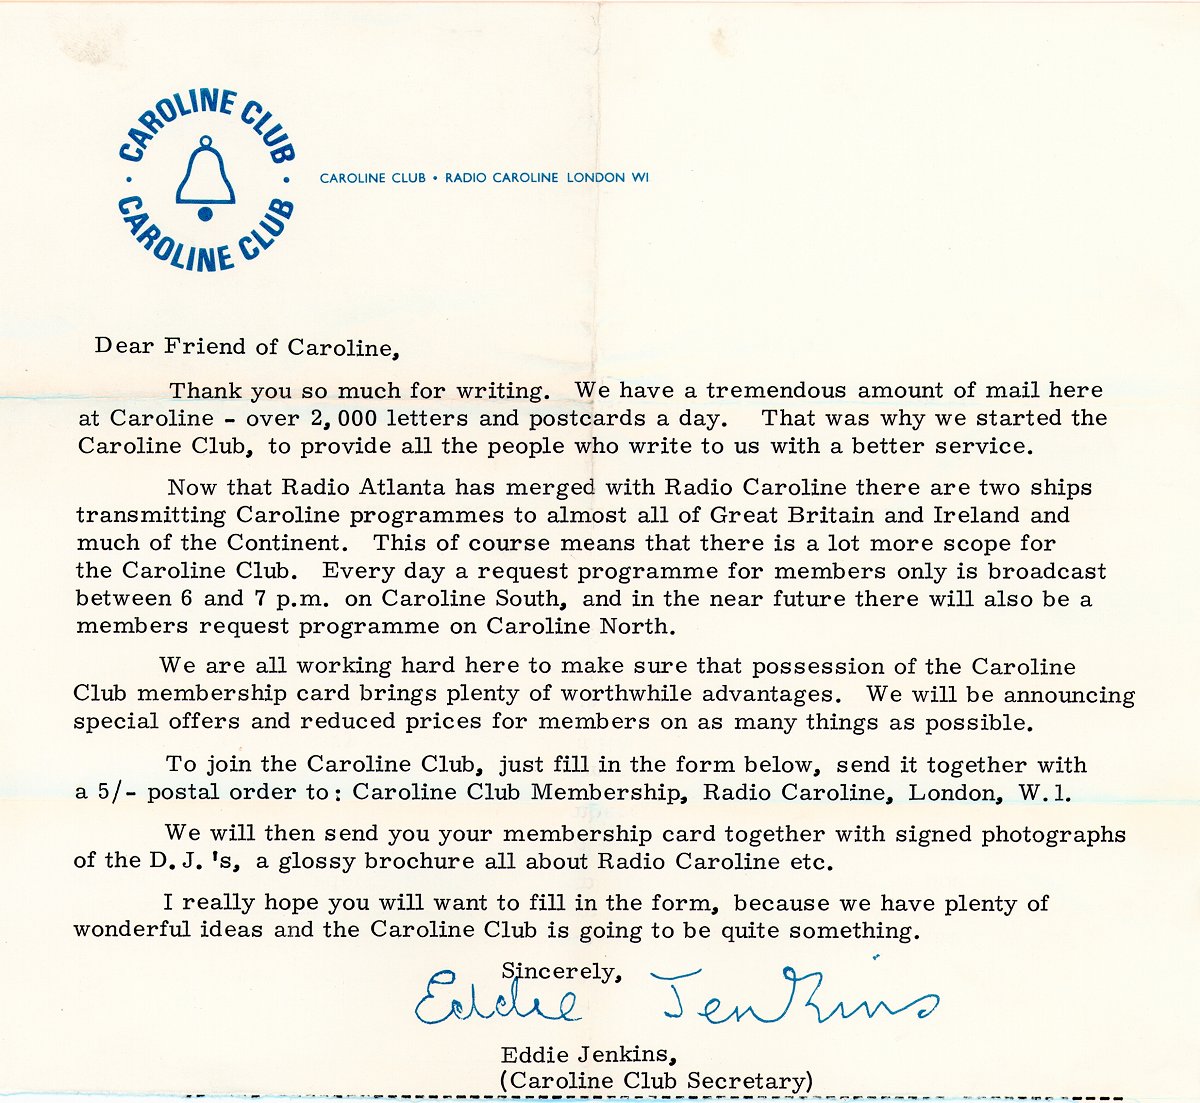 CAROLINE CLUB
CAROLINE CLUB
CAROLINE CLUB • RADIO CAROLINE LONDON W1
Dear Friend of Caroline,
Thank you so much for writing. We have a tremendous amount of mail here
at Caroline - over 2,000 letters and postcards a day. That was why we started the
Caroline Club, to provide all the people who write to us with a better service.
Now that Radio Atlanta has merged with Radio Caroline there are two ships
transmitting Caroline programmes to almost all of Great Britain and Ireland and
much of the Continent. This of course means that there is a lot more scope for
the Caroline Club. Every day a request programme for members only is broadcast
between 6 and 7 p.m. on Caroline South, and in the near future there will also be a
members request programme on Caroline North.
We are all working hard here to make sure that possession of the Caroline
Club membership card brings plenty of worthwhile advantages. We will be announcing
special offers and reduced prices for members on as many things as possible.
To join the Caroline Club, just fill in the form below, send it together with
a 5/- postal order to: Caroline Club Membership, Radio Caroline, London, W.1.
We will then send you your membership card together with signed photographs
of the D.J.'s, a glossy brochure all about Radio Caroline etc.
I really hope you will want to fill in the form, because we have plenty of
wonderful ideas and the Caroline Club is going to be quite something.
Sincerely,
Eddie Jenkins
Eddie Jenkins,
(Caroline Club Secretary)